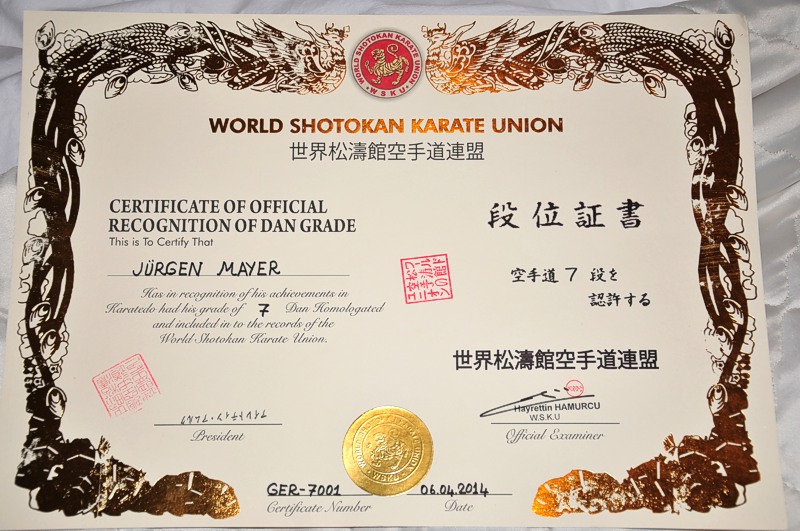 WORLD SHOTOKAN KARATE UNION
W S K U
WORLD SHOTOKAN KARATE UNION
世界松濤館空手道連盟
CERTIFICATE OF OFFICIAL
RECOGNITION OF DAN GRADE
This is To Certify That
JÜRGEN MAYER
Has in recognition of his achievements in
Karatedo had his grade of 7 Dan Homologated
and included in to the records of the
World Shotokan Karate Union.
段位証書
空手道7段を
認許する
世界松濤館空手道連盟
President
Hayrettin HAMURCU
W.S.K.U
Official Examiner
GER-7001
Certificate Number
06.04.2014
Date